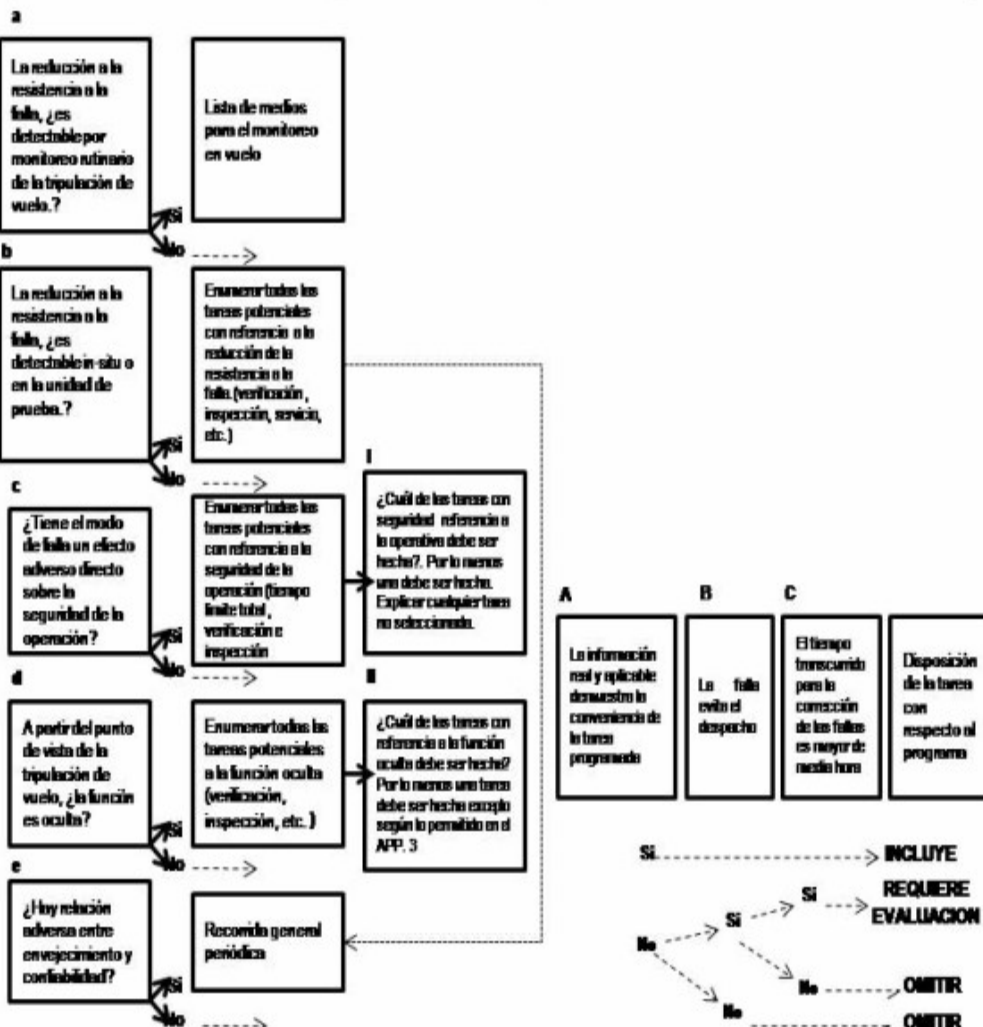 a
La reducción a la
resistencia a la
falla, ¿es
detectable por
monitoreo rutinario
de la tripulación de
vuelo.?
Si
No
Lista de medios
para el monitoreo
en vuelo
b
La reducción a la
resistencia a la
falla, ¿es
detectable in-situ o
en la unidad de
prueba.?
Si
No
Enumerar todas las
tareas potenciales
con referencia a la
reducción de la
resistencia a la
falla.(verificación,
inspección, servicio,
etc.)
c
¿Tiene el modo
de falla un efecto
adverso directo
sobre la
seguridad de la
operación?
Si
No
Enumerar todas las
tareas potenciales
con referencia a la
seguridad de la
operación (tiempo
limite total,
verificación e
inspección
I
¿Cuál de las tareas con
seguridad referencia a
la operativa debe ser
hecha?. Por lo menos
una debe ser hecha.
Explicar cualquier tarea
no seleccionada.
d
A partir del punto
de vista de la
tripulación de
vuelo, ¿la función
es oculta?
Si
No
Enumerar todas las
tareas potenciales
a la función oculta
(verificación,
inspección, etc. )
II
¿Cuál de las tareas con
referencia a la función
oculta debe ser hecha?
Por lo menos una tarea
debe ser hecha excepto
según lo permitido en el
APP. 3
e
¿Hay relación
adversa entre
envejecimiento y
confiabilidad?
Si
No
Recorrida general
periódica
A
La información
real y aplicable
demuestra la
conveniencia de
la tarea
programada
B
La falla
evita el
despacho
C
El tiempo
transcurrido
para la
corrección
de las fallas
es mayor de
media hora
Disposición
de la tarea
con
respecto al
programa
Si INCLUYE
Si REQUIERE
EVALUACION
Si
No
No OMITIR
No OMITIR